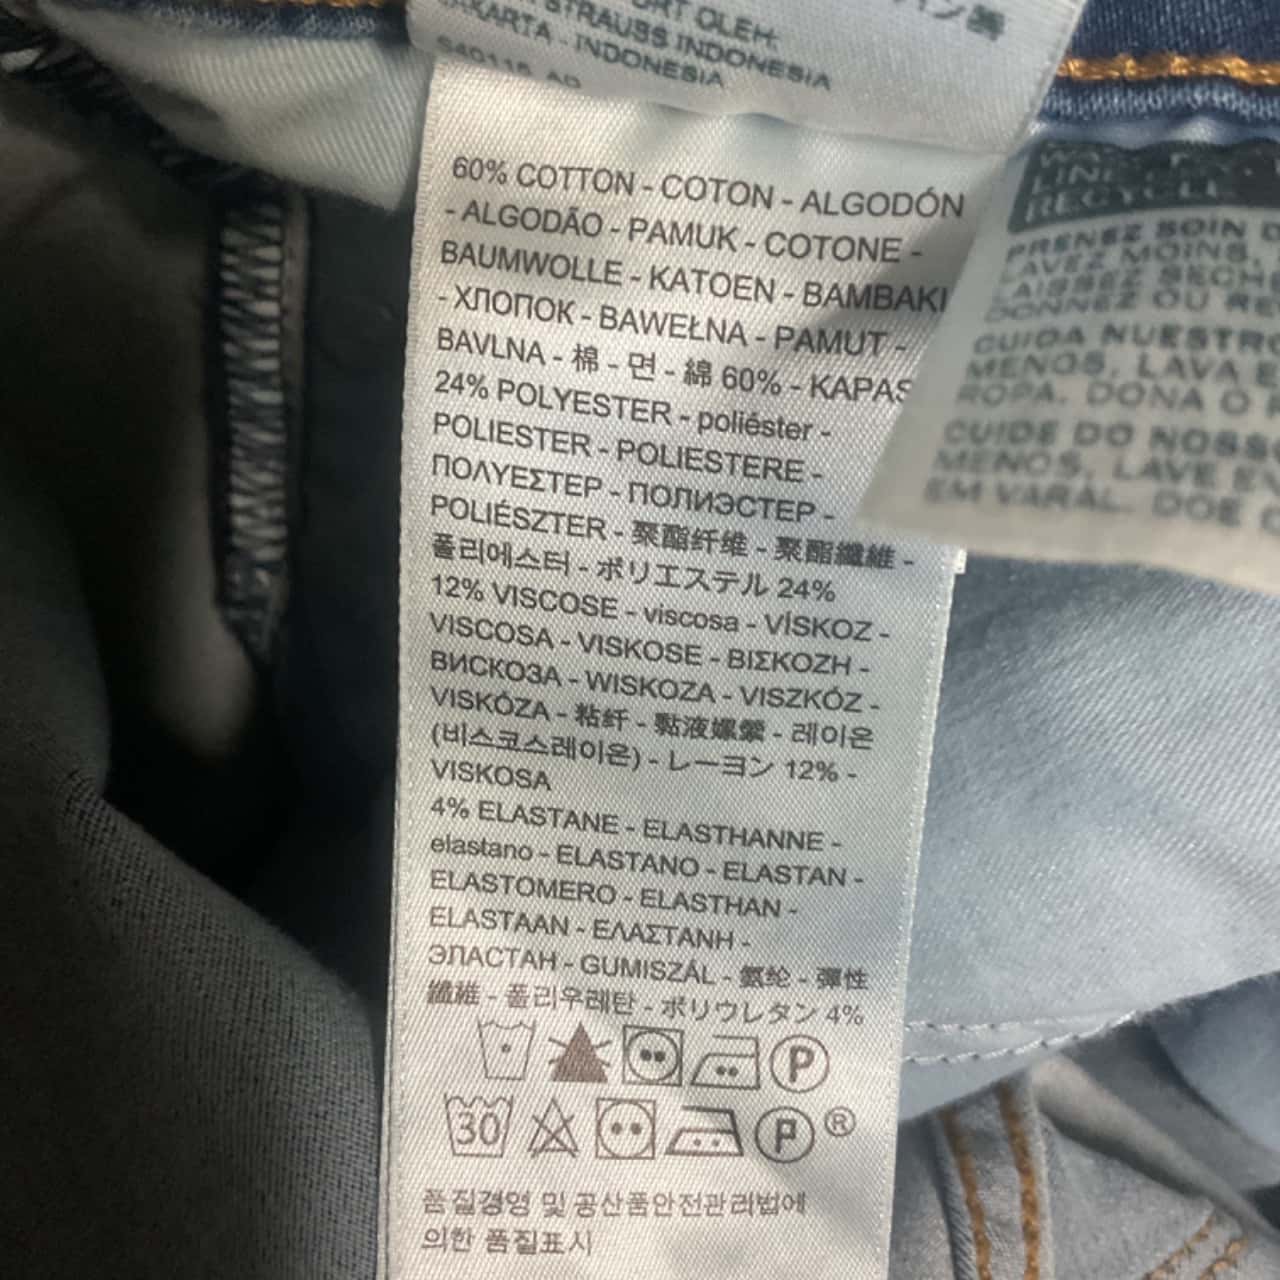 ORT OLEH:
STRAUSS INDONESIA
JAKARTA - INDONESIA
60% COTTON - COTON - ALGODÓN
- ALGODÃO - PAMUK - COTONE -
BAUMWOLLE - KATOEN - BAMBAKI
- ХЛОПОК - BAWEŁNA - PAMUT -
BAVLNA - 棉 - 면 - 綿 60% - KAPAS
24% POLYESTER - poliéster -
POLIESTER - POLIESTERE -
ΠΟΛΥΕΣΤΕΡ - ПОЛИЭСТЕР -
POLIÉSZTER - 聚酯纤维 - 聚酯纖維 -
폴리에스터 - ポリエステル 24%
12% VISCOSE - viscosa - VİSKOZ -
VISCOSA - VISKOSE - ΒΙΣΚΟΖΗ -
ВИСКОЗА - WISKOZA - VISZKÓZ -
VISKÓZA - 粘纤 - 黏液嫘縈 - 레이온
(비스코스레이온) - レーヨン 12% -
VISKOSA
4% ELASTANE - ELASTHANNE -
elastano - ELASTANO - ELASTAN -
ELASTOMERO - ELASTHAN -
ELASTAAN - ΕΛΑΣΤΑΝΗ -
ЭЛАСТАН - GUMISZÁL - 氨纶 - 彈性
纖維 - 폴리우레탄 - ポリウレタン 4%
P
30 P ®
품질경영 및 공산품안전관리법에
의한 품질표시
LINE
RECYCLE
PRENEZ SOIN D
LAVEZ MOINS,
LAISSEZ SÉCHE
DONNEZ OU RE
CUIDA NUESTRO
MENOS, LAVA E
ROPA. DONA O
CUIDE DO NOSSO
MENOS, LAVE E
EM VARAL. DOE